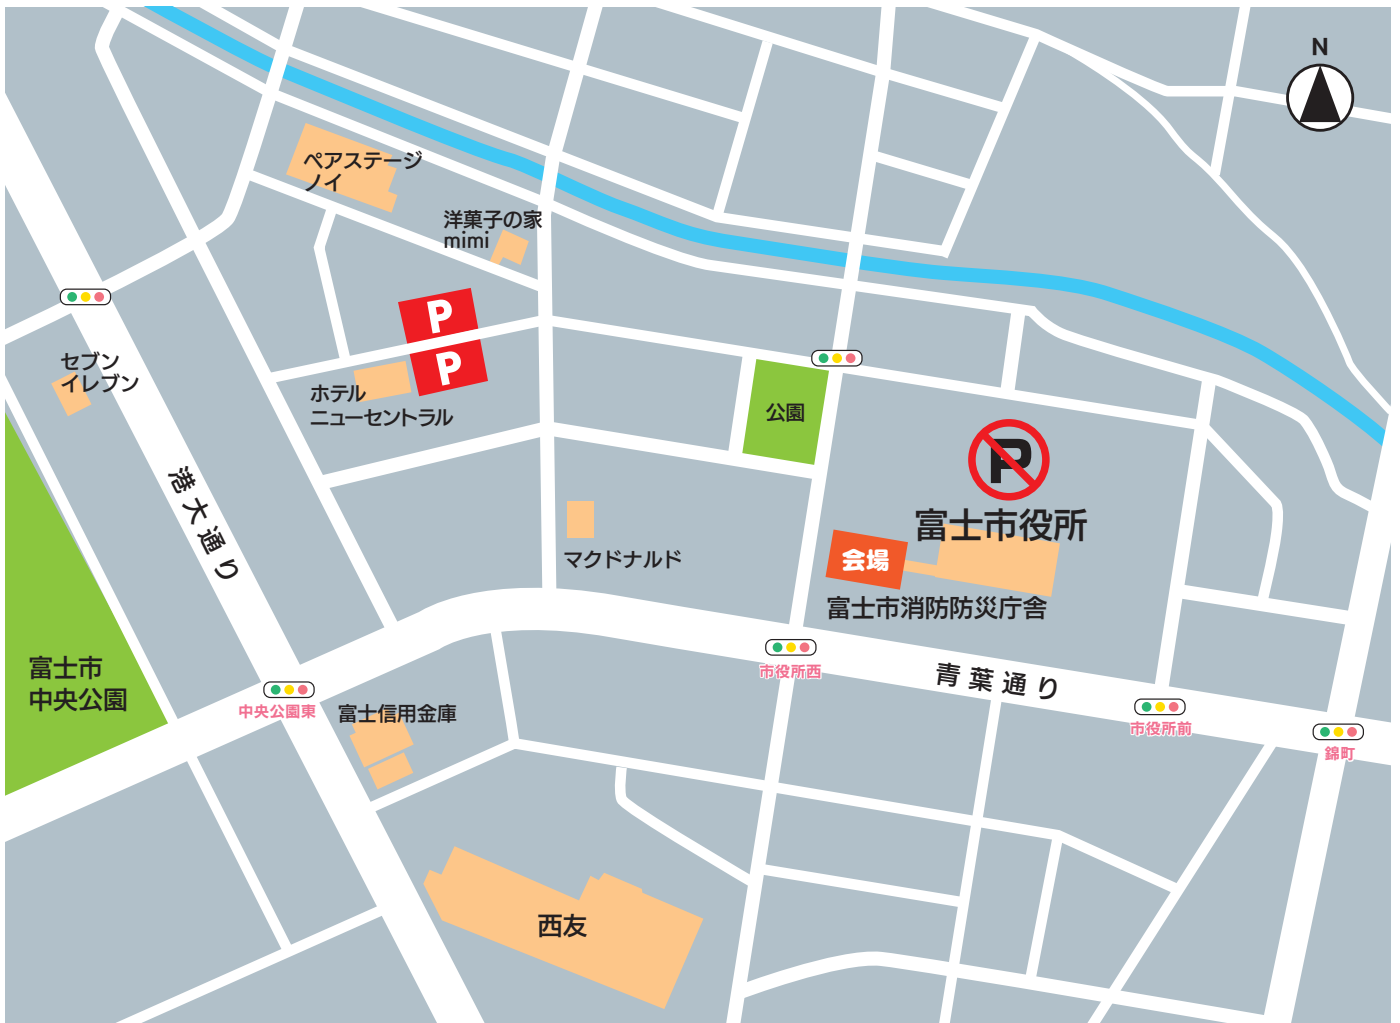 N
ペアステージ
ノイ
洋菓子の家
mimi
P
P
セブン
イレブン
ホテル
ニューセントラル
公園
P
富士市役所
港大通り
マクドナルド
会場
富士市消防防災庁舎
富士市
中央公園
市役所西
青葉通り
中央公園東
富士信用金庫
市役所前
錦町
西友